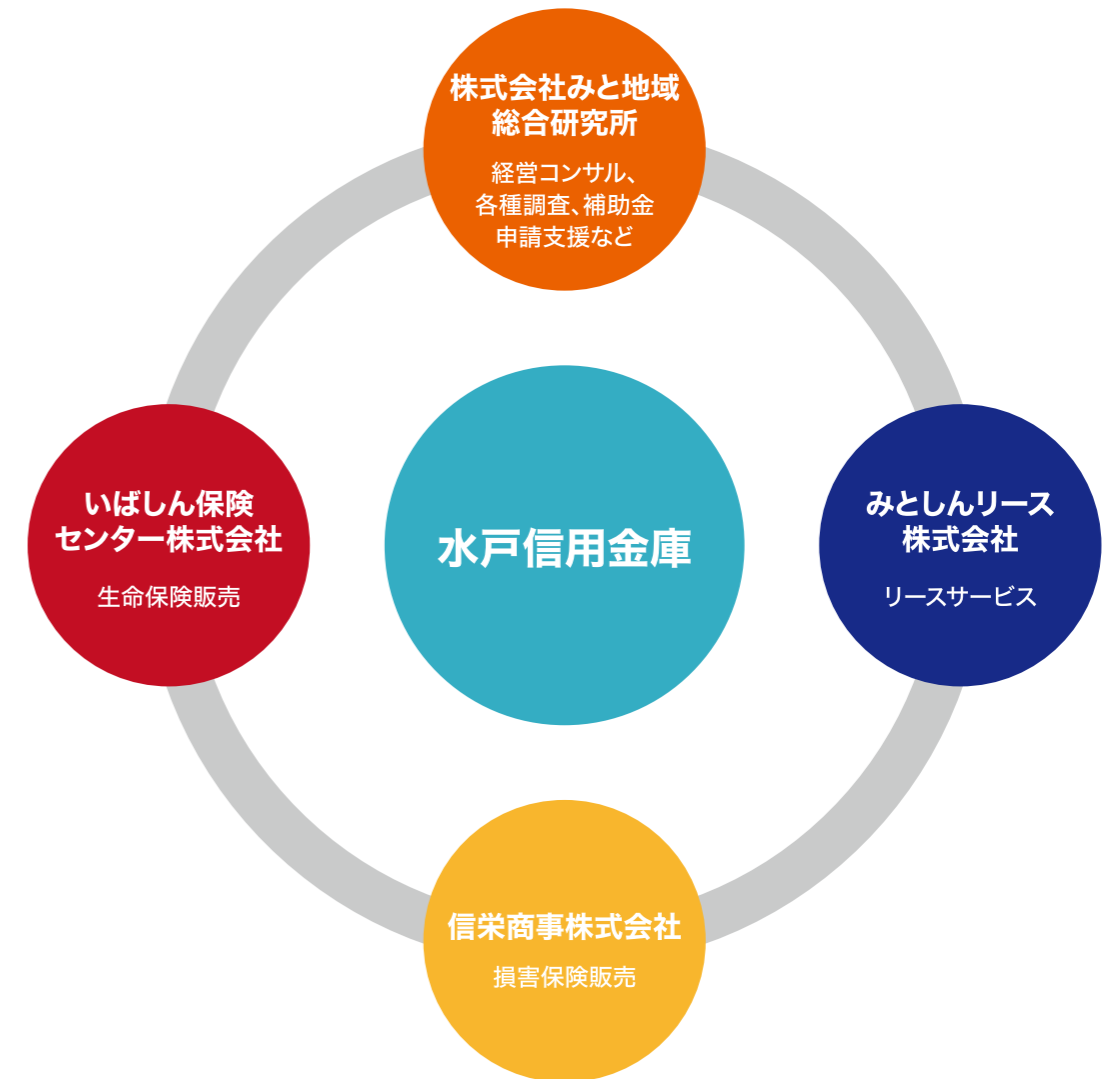 株式会社みと地域
総合研究所
経営コンサル、
各種調査、補助金
申請支援など
いばしん保険
センター株式会社
生命保険販売
水戸信用金庫
みとしんリース
株式会社
リースサービス
信栄商事株式会社
損害保険販売